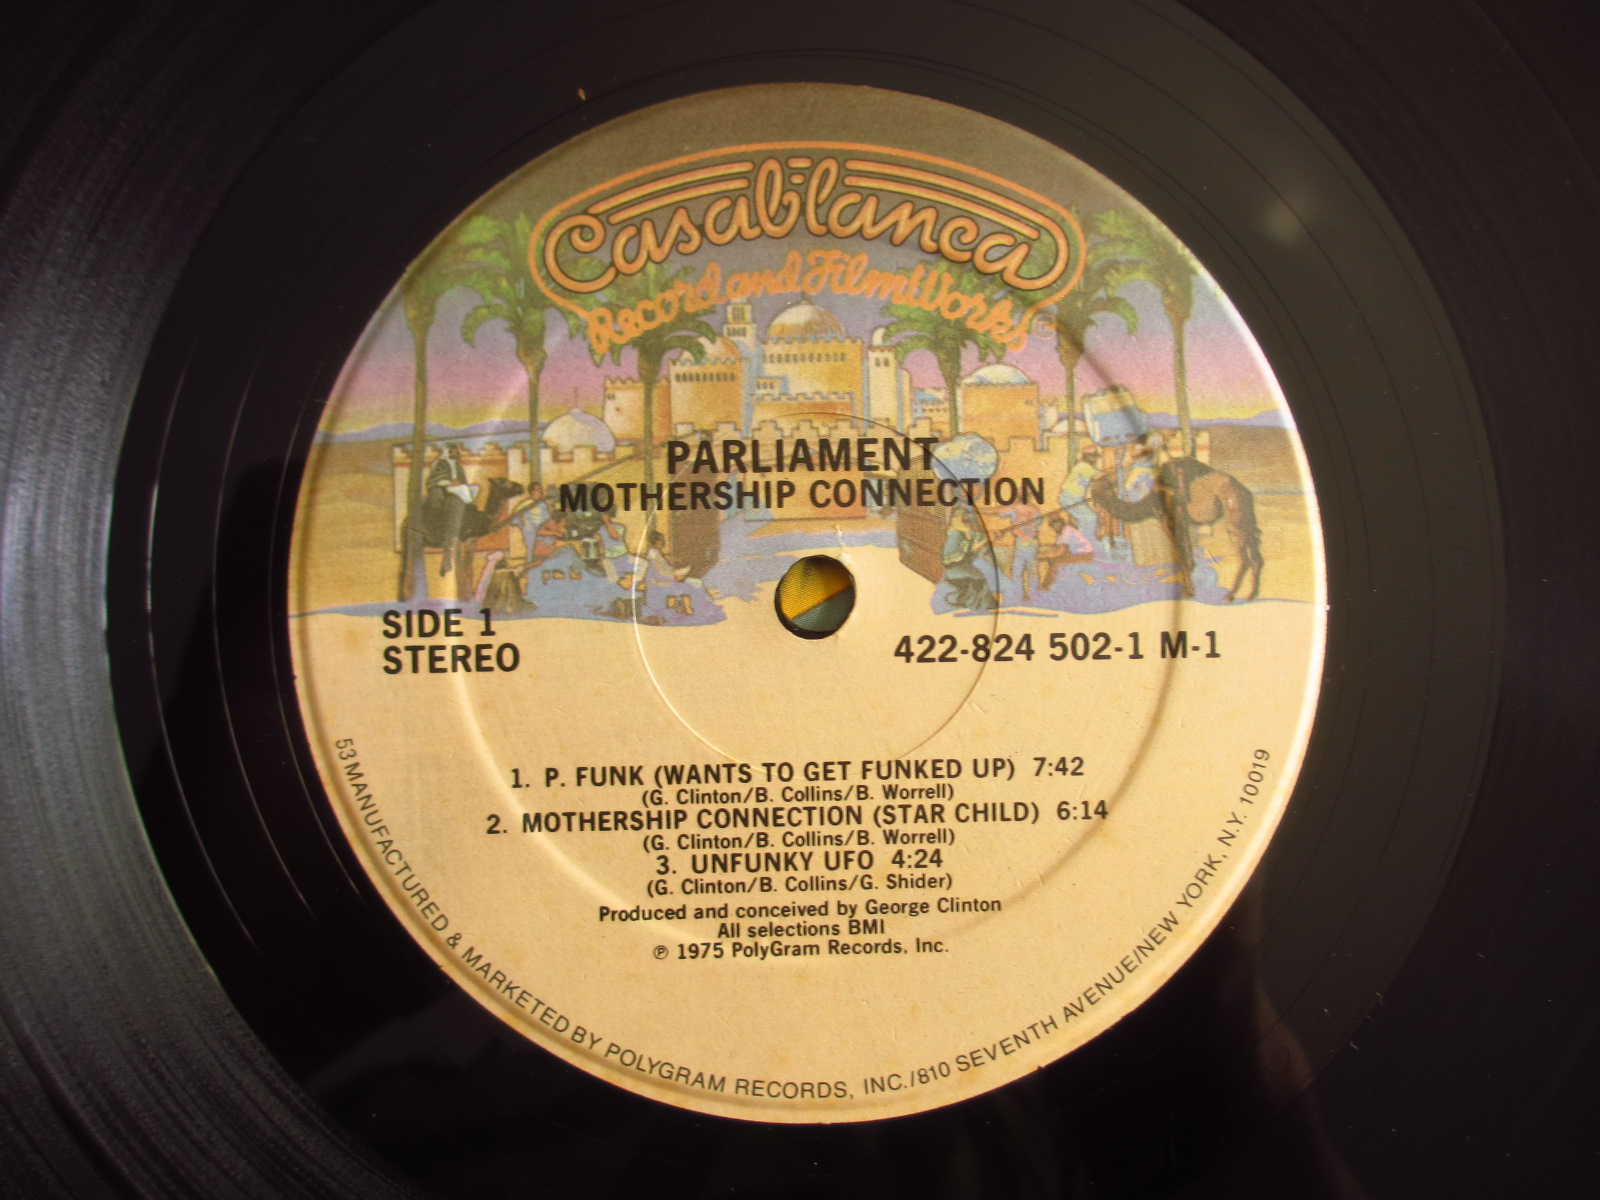 Casablanca
Record and FilmWorks
PARLIAMENT
MOTHERSHIP CONNECTION
SIDE 1
STEREO
422-824 502-1 M-1
1. P. FUNK (WANTS TO GET FUNKED UP) 7:42
(G. Clinton/B. Collins/B. Worrell)
2. MOTHERSHIP CONNECTION (STAR CHILD) 6:14
(G. Clinton/B. Collins/B. Worrell)
3. UNFUNKY UFO 4:24
(G. Clinton/B. Collins/G. Shider)
Produced and conceived by George Clinton
All selections BMI
℗ 1975 PolyGram Records, Inc.
53 MANUFACTURED & MARKETED BY POLYGRAM RECORDS, INC./810 SEVENTH AVENUE/NEW YORK, N.Y. 10019